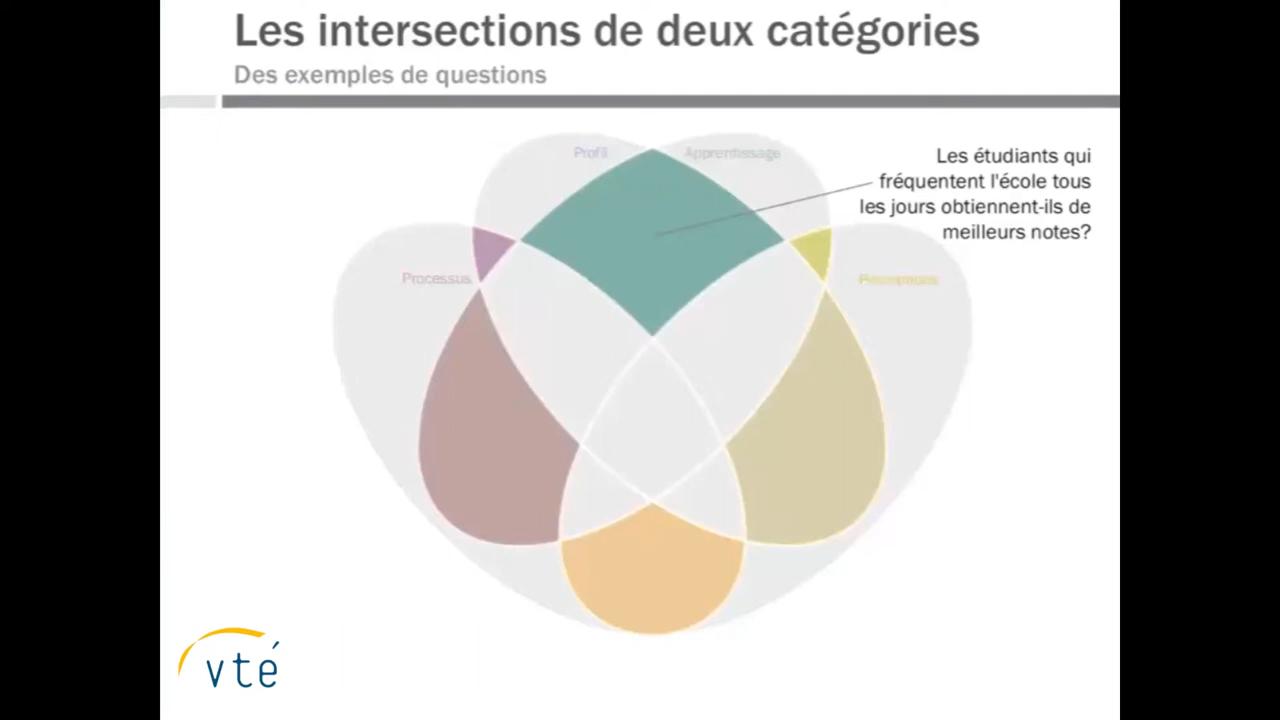 Les intersections de deux catégories
Des exemples de questions
Profil
Apprentissage
Les étudiants qui
fréquentent l'école tous
les jours obtiennent-ils de
meilleurs notes?
Processus
Perceptions
vté